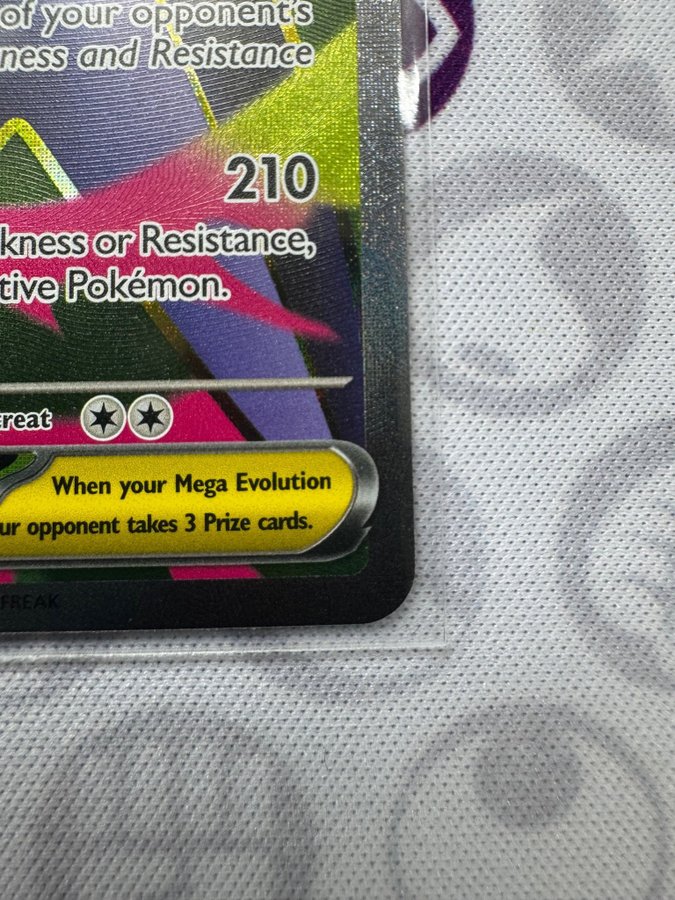 of your opponent's
ness and Resistance
210
kness or Resistance,
tive Pokémon.
treat
When your Mega Evolution
ur opponent takes 3 Prize cards.
FREAK